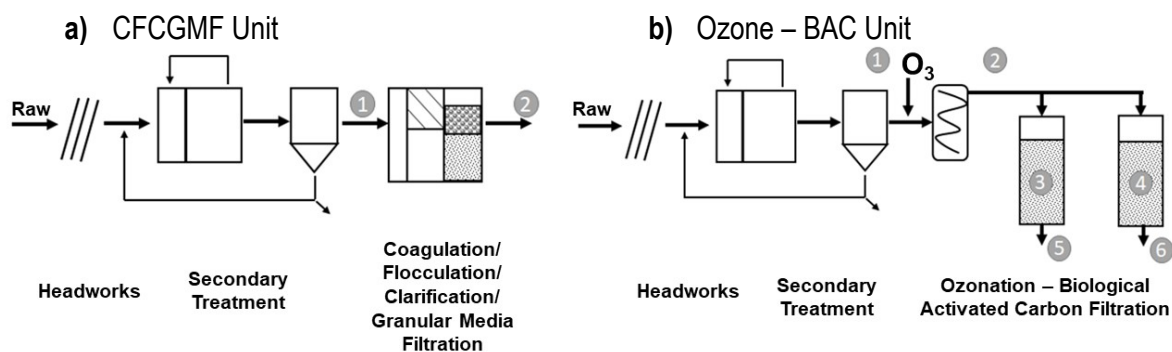 a) CFCGMF Unit
Raw
1
2
Headworks
Secondary
Treatment
Coagulation/
Flocculation/
Clarification/
Granular Media
Filtration
b) Ozone – BAC Unit
Raw
1
O3
2
3
4
5
6
Headworks
Secondary
Treatment
Ozonation – Biological
Activated Carbon Filtration